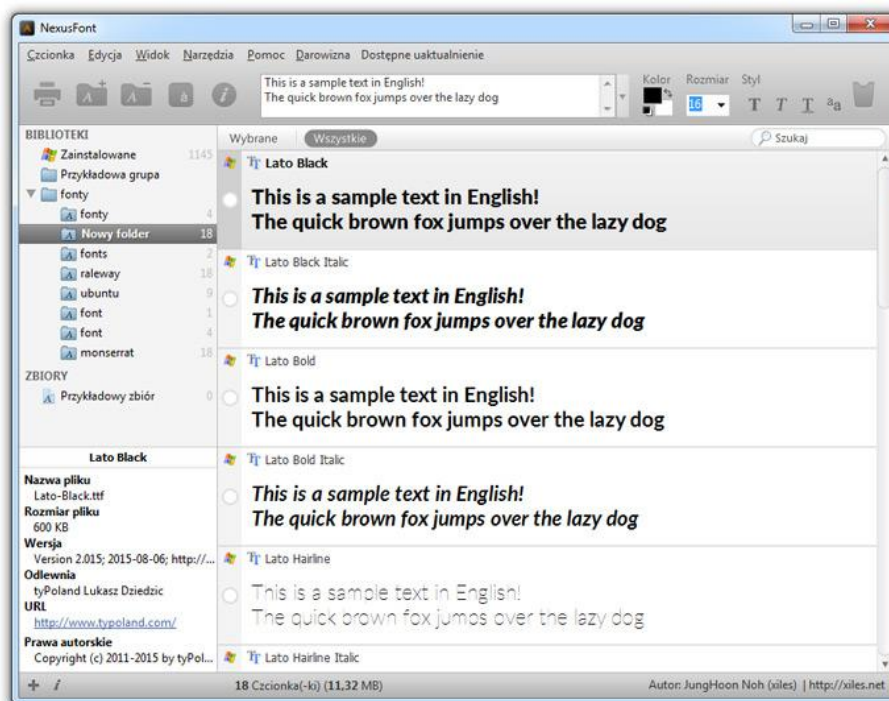 NexusFont
Czcionka Edycja Widok Narzędzia Pomoc Darowizna Dostępne uaktualnienie
This is a sample text in English!
The quick brown fox jumps over the lazy dog
Kolor Rozmiar Styl
16 T T T aa
BIBLIOTEKI
Zainstalowane 1145
Przykładowa grupa
fonty
fonty 4
Nowy folder 18
fonts 2
raleway 18
ubuntu 9
font 1
font 4
monserrat 18
ZBIORY
Przykładowy zbiór 0
Lato Black
Nazwa pliku
Lato-Black.ttf
Rozmiar pliku
600 KB
Wersja
Version 2.015; 2015-08-06; http://...
Odlewnia
tyPoland Lukasz Dziedzic
URL
http://www.typoland.com/
Prawa autorskie
Copyright (c) 2011-2015 by tyPol...
Wybrane Wszystkie Szukaj
Lato Black
This is a sample text in English!
The quick brown fox jumps over the lazy dog
Lato Black Italic
This is a sample text in English!
The quick brown fox jumps over the lazy dog
Lato Bold
This is a sample text in English!
The quick brown fox jumps over the lazy dog
Lato Bold Italic
This is a sample text in English!
The quick brown fox jumps over the lazy dog
Lato Hairline
This is a sample text in English!
The quick brown fox jumps over the lazy dog
Lato Hairline Italic
18 Czcionka(-ki) (11,32 MB)
Autor: JungHoon Noh (xiles) | http://xiles.net